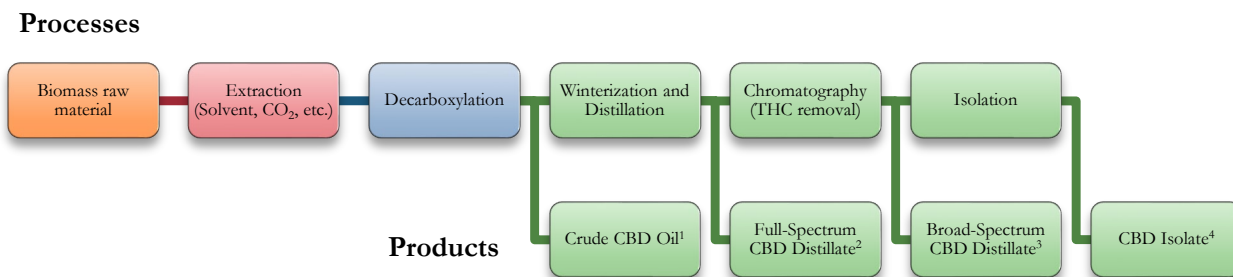 Processes
Biomass raw
material
Extraction
(Solvent, CO₂, etc.)
Decarboxylation
Winterization and
Distillation
Chromatography
(THC removal)
Isolation
Products
Crude CBD Oil¹
Full-Spectrum
CBD Distillate²
Broad-Spectrum
CBD Distillate³
CBD Isolate⁴